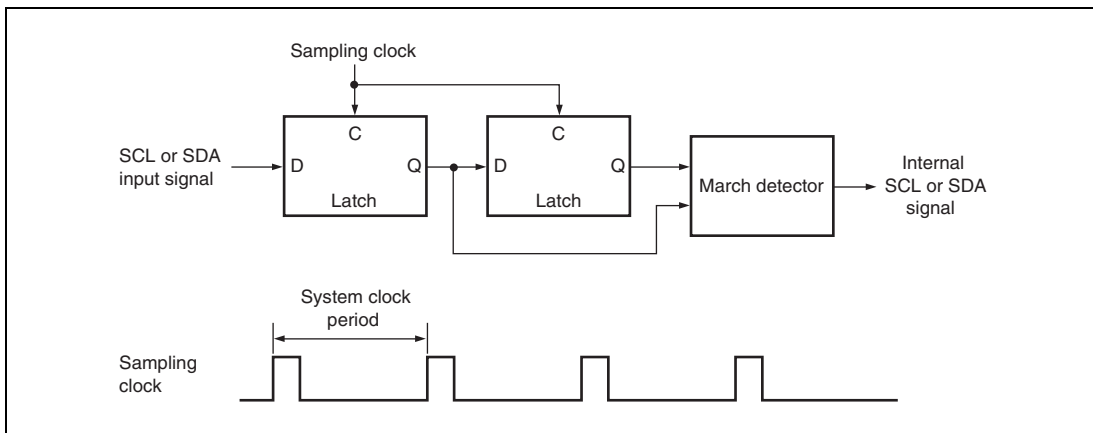 Sampling clock
C
C
SCL or SDA
input signal
D
Q
D
Q
Latch
Latch
March detector
Internal
SCL or SDA
signal
System clock
period
Sampling
clock